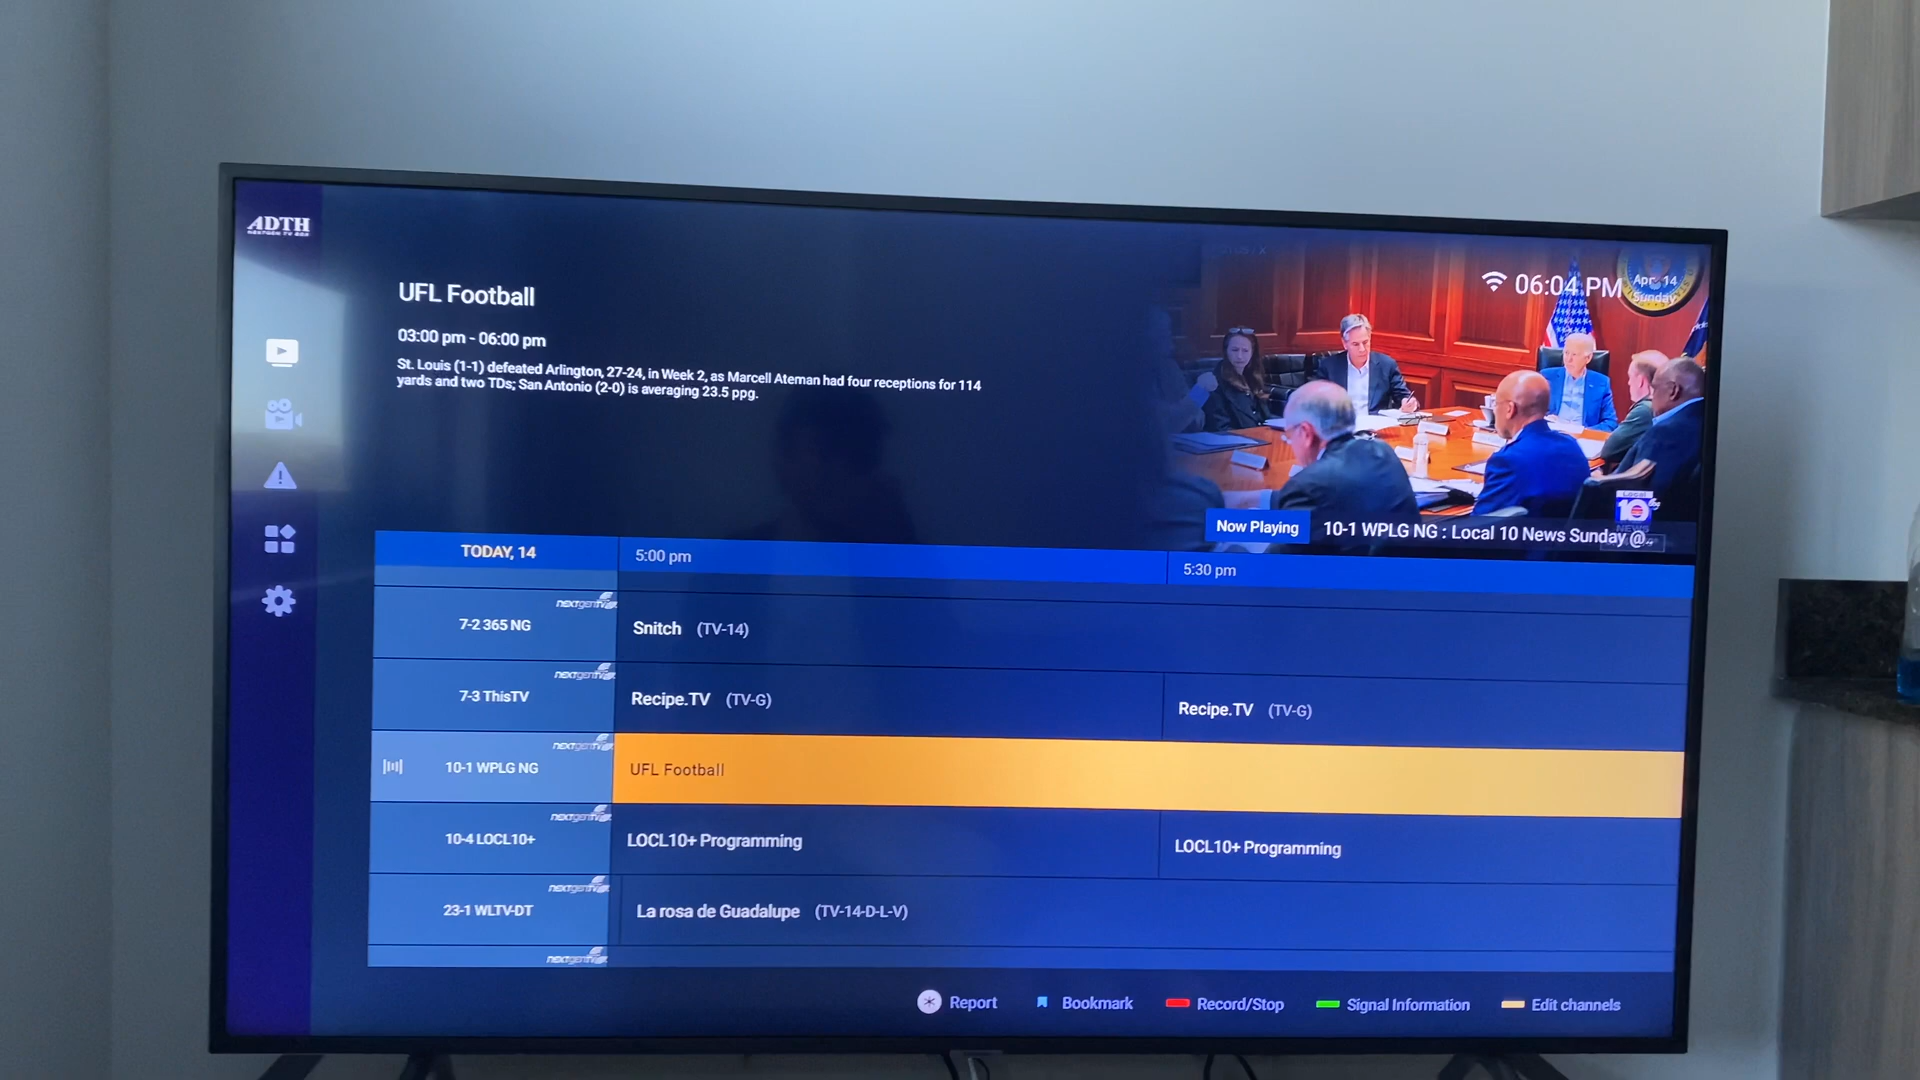 ADTH
NEXTGEN TV BOX
UFL Football
03:00 pm - 06:00 pm
St. Louis (1-1) defeated Arlington, 27-24, in Week 2, as Marcell Ateman had four receptions for 114
yards and two TDs; San Antonio (2-0) is averaging 23.5 ppg.
06:04 PM
Apr 14
Sunday
Local
10
NEWS
Now Playing
10-1 WPLG NG : Local 10 News Sunday @..
TODAY, 14
5:00 pm
5:30 pm
NEXTGENTV
7-2 365 NG
Snitch (TV-14)
NEXTGENTV
7-3 ThisTV
Recipe.TV (TV-G)
Recipe.TV (TV-G)
NEXTGENTV
10-1 WPLG NG
UFL Football
NEXTGENTV
10-4 LOCL10+
LOCL10+ Programming
LOCL10+ Programming
NEXTGENTV
23-1 WLTV-DT
La rosa de Guadalupe (TV-14-D-L-V)
NEXTGENTV
Report
Bookmark
Record/Stop
Signal Information
Edit channels